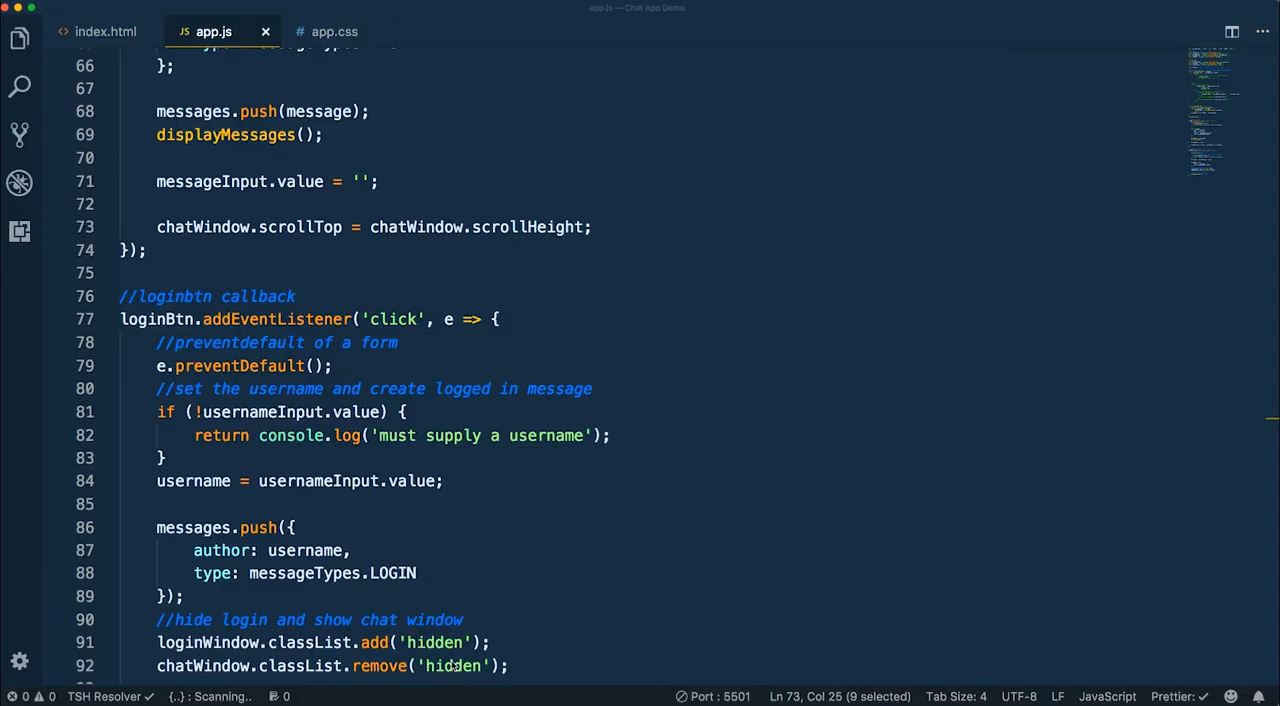 app.js — Chat App Demo
<> index.html
JS app.js ×
# app.css
66 };
67
68 messages.push(message);
69 displayMessages();
70
71 messageInput.value = '';
72
73 chatWindow.scrollTop = chatWindow.scrollHeight;
74 });
75
76 //loginbtn callback
77 loginBtn.addEventListener('click', e => {
78 //preventdefault of a form
79 e.preventDefault();
80 //set the username and create logged in message
81 if (!usernameInput.value) {
82 return console.log('must supply a username');
83 }
84 username = usernameInput.value;
85
86 messages.push({
87 author: username,
88 type: messageTypes.LOGIN
89 });
90 //hide login and show chat window
91 loginWindow.classList.add('hidden');
92 chatWindow.classList.remove('hidden');
0 0 TSH Resolver ✓ {..} : Scanning.. 0 Port : 5501 Ln 73, Col 25 (9 selected) Tab Size: 4 UTF-8 LF JavaScript Prettier: ✓